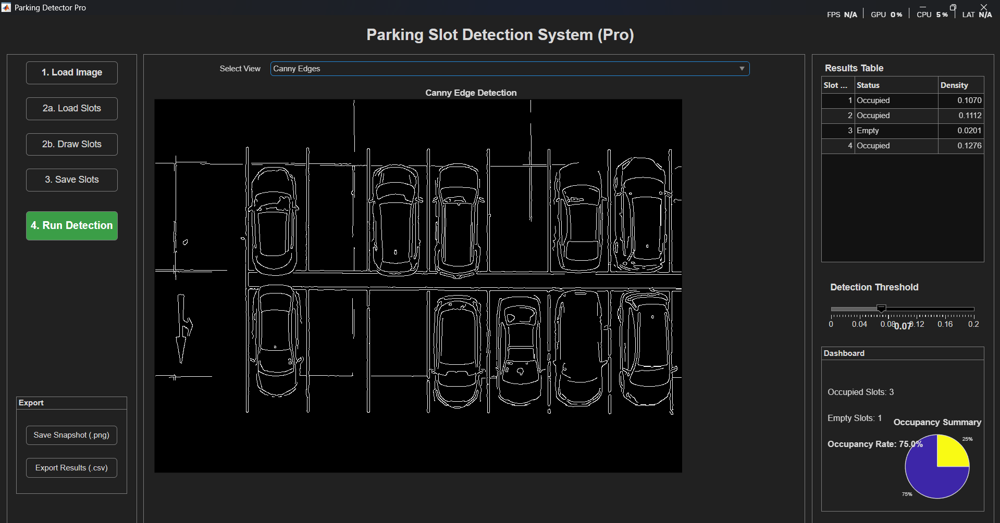 Parking Detector Pro
FPS N/A GPU 0% CPU 5% LAT N/A
Parking Slot Detection System (Pro)
1. Load Image
2a. Load Slots
2b. Draw Slots
3. Save Slots
4. Run Detection
Export
Save Snapshot (.png)
Export Results (.csv)
Select View Canny Edges
Canny Edge Detection
Results Table
Slot ... Status Density
1 Occupied 0.1070
2 Occupied 0.1112
3 Empty 0.0201
4 Occupied 0.1276
Detection Threshold
0 0.04 0.08 0.12 0.16 0.2
0.07
Dashboard
Occupied Slots: 3
Empty Slots: 1
Occupancy Rate: 75.0%
Occupancy Summary
25%
75%